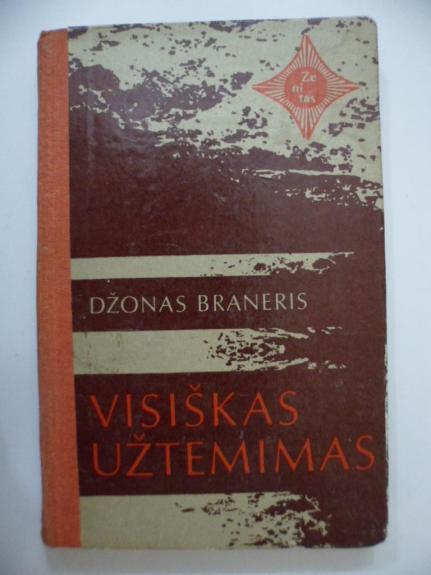 Ze
ni
tas
DŽONAS BRANERIS
VISIŠKAS
UŽTEMIMAS